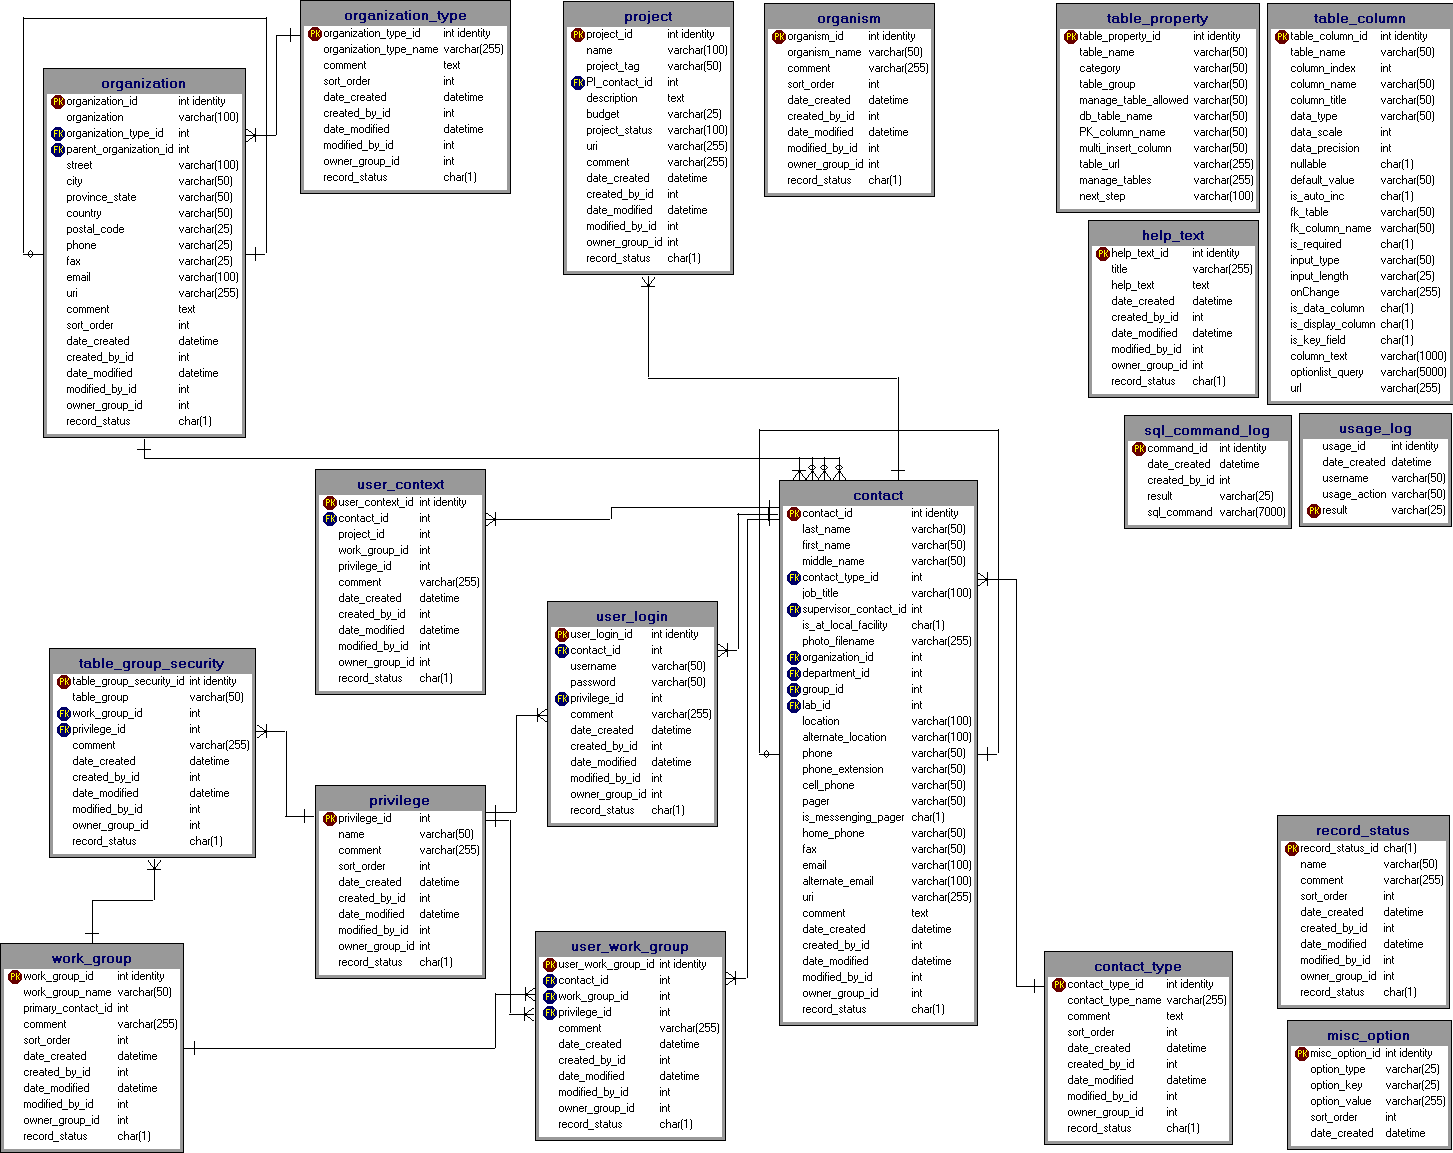 organization
Pk organization_id int identity
organization varchar(100)
Fk organization_type_id int
Fk parent_organization_id int
street varchar(100)
city varchar(50)
province_state varchar(50)
country varchar(50)
postal_code varchar(25)
phone varchar(25)
fax varchar(25)
email varchar(100)
uri varchar(255)
comment text
sort_order int
date_created datetime
created_by_id int
date_modified datetime
modified_by_id int
owner_group_id int
record_status char(1)
organization_type
Pk organization_type_id int identity
organization_type_name varchar(255)
comment text
sort_order int
date_created datetime
created_by_id int
date_modified datetime
modified_by_id int
owner_group_id int
record_status char(1)
project
Pk project_id int identity
name varchar(100)
project_tag varchar(50)
Fk PI_contact_id int
description text
budget varchar(25)
project_status varchar(100)
uri varchar(255)
comment varchar(255)
date_created datetime
created_by_id int
date_modified datetime
modified_by_id int
owner_group_id int
record_status char(1)
organism
Pk organism_id int identity
organism_name varchar(50)
comment varchar(255)
sort_order int
date_created datetime
created_by_id int
date_modified datetime
modified_by_id int
owner_group_id int
record_status char(1)
table_property
Pk table_property_id int identity
table_name varchar(50)
category varchar(50)
table_group varchar(50)
manage_table_allowed varchar(50)
db_table_name varchar(50)
PK_column_name varchar(50)
multi_insert_column varchar(50)
table_url varchar(255)
manage_tables varchar(255)
next_step varchar(100)
table_column
Pk table_column_id int identity
table_name varchar(50)
column_index int
column_name varchar(50)
column_title varchar(50)
data_type varchar(50)
data_scale int
data_precision int
nullable char(1)
default_value varchar(50)
is_auto_inc char(1)
fk_table varchar(50)
fk_column_name varchar(50)
is_required char(1)
input_type varchar(50)
input_length varchar(25)
onChange varchar(255)
is_data_column char(1)
is_display_column char(1)
is_key_field char(1)
column_text varchar(1000)
optionlist_query varchar(5000)
url varchar(255)
help_text
Pk help_text_id int identity
title varchar(255)
help_text text
date_created datetime
created_by_id int
date_modified datetime
modified_by_id int
owner_group_id int
record_status char(1)
sql_command_log
Pk command_id int identity
date_created datetime
created_by_id int
result varchar(25)
sql_command varchar(7000)
usage_log
usage_id int identity
date_created datetime
username varchar(50)
usage_action varchar(50)
Pk result varchar(25)
user_context
Pk user_context_id int identity
Fk contact_id int
project_id int
work_group_id int
privilege_id int
comment varchar(255)
date_created datetime
created_by_id int
date_modified datetime
modified_by_id int
owner_group_id int
record_status char(1)
contact
Pk contact_id int identity
last_name varchar(50)
first_name varchar(50)
middle_name varchar(50)
Fk contact_type_id int
job_title varchar(100)
Fk supervisor_contact_id int
is_at_local_facility char(1)
photo_filename varchar(255)
Fk organization_id int
Fk department_id int
Fk group_id int
Fk lab_id int
location varchar(100)
alternate_location varchar(100)
phone varchar(50)
phone_extension varchar(50)
cell_phone varchar(50)
pager varchar(50)
is_messenging_pager char(1)
home_phone varchar(50)
fax varchar(50)
email varchar(100)
alternate_email varchar(100)
uri varchar(255)
comment text
date_created datetime
created_by_id int
date_modified datetime
modified_by_id int
owner_group_id int
record_status char(1)
user_login
Pk user_login_id int identity
Fk contact_id int
username varchar(50)
password varchar(50)
Fk privilege_id int
comment varchar(255)
date_created datetime
created_by_id int
date_modified datetime
modified_by_id int
owner_group_id int
record_status char(1)
table_group_security
Pk table_group_security_id int identity
table_group varchar(50)
Fk work_group_id int
Fk privilege_id int
comment varchar(255)
date_created datetime
created_by_id int
date_modified datetime
modified_by_id int
owner_group_id int
record_status char(1)
privilege
Pk privilege_id int
name varchar(50)
comment varchar(255)
sort_order int
date_created datetime
created_by_id int
date_modified datetime
modified_by_id int
owner_group_id int
record_status char(1)
work_group
Pk work_group_id int identity
work_group_name varchar(50)
primary_contact_id int
comment varchar(255)
sort_order int
date_created datetime
created_by_id int
date_modified datetime
modified_by_id int
owner_group_id int
record_status char(1)
user_work_group
Pk user_work_group_id int identity
Fk contact_id int
Fk work_group_id int
Fk privilege_id int
comment varchar(255)
date_created datetime
created_by_id int
date_modified datetime
modified_by_id int
owner_group_id int
record_status char(1)
contact_type
Pk contact_type_id int identity
contact_type_name varchar(255)
comment text
sort_order int
date_created datetime
created_by_id int
date_modified datetime
modified_by_id int
owner_group_id int
record_status char(1)
record_status
Pk record_status_id char(1)
name varchar(50)
comment varchar(255)
sort_order int
date_created datetime
created_by_id int
date_modified datetime
modified_by_id int
owner_group_id int
record_status char(1)
misc_option
Pk misc_option_id int identity
option_type varchar(25)
option_key varchar(25)
option_value varchar(255)
sort_order int
date_created datetime